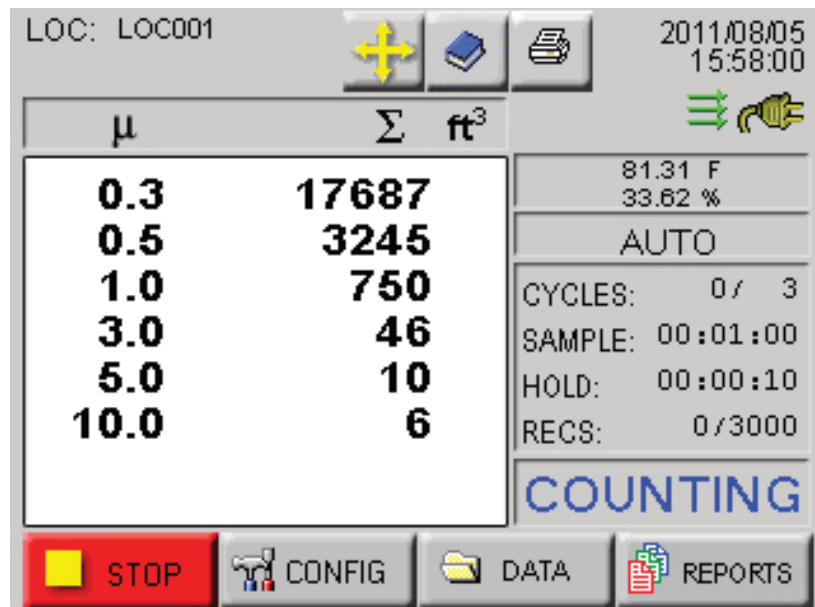 LOC: LOC001
2011/08/05
15:58:00
μ Σ ft³
0.3 17687
0.5 3245
1.0 750
3.0 46
5.0 10
10.0 6
81.31 F
33.62 %
AUTO
CYCLES: 0/ 3
SAMPLE: 00:01:00
HOLD: 00:00:10
RECS: 0/3000
COUNTING
STOP CONFIG DATA REPORTS